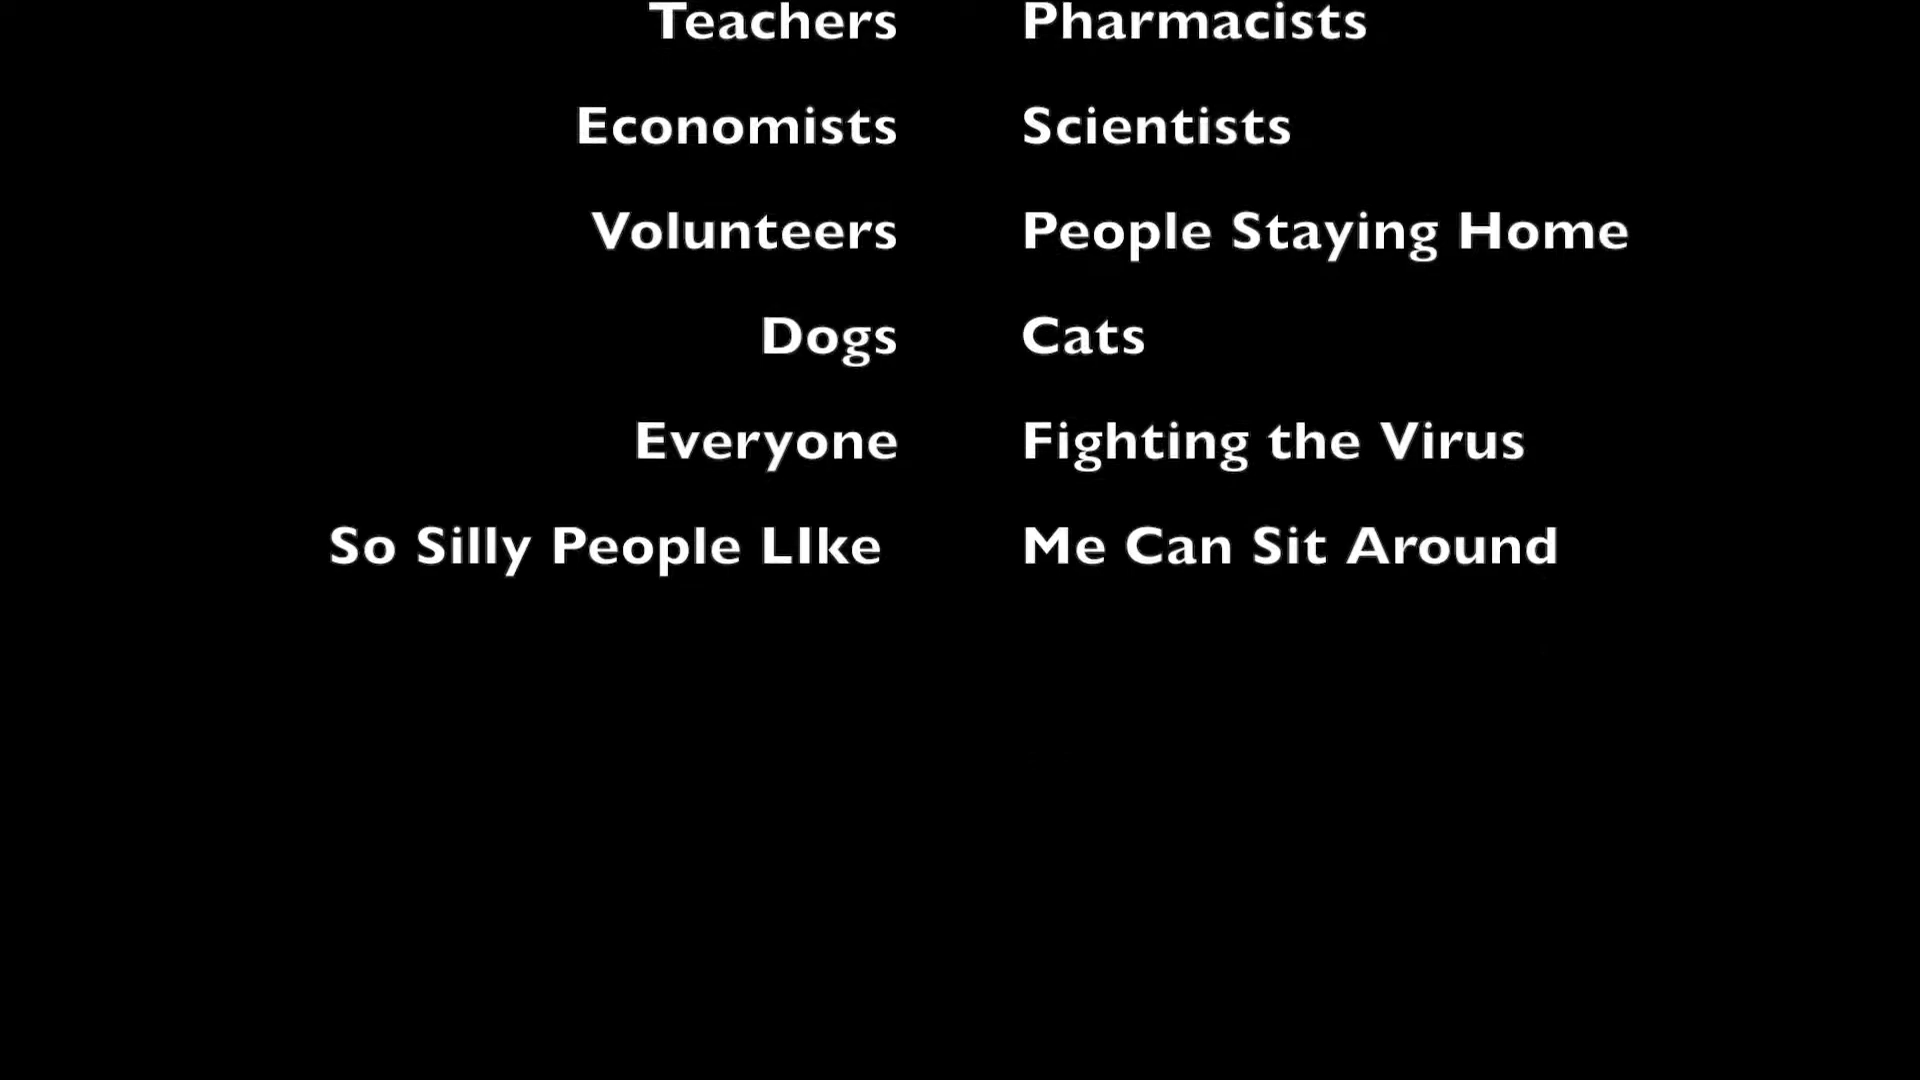 Teachers Pharmacists
Economists Scientists
Volunteers People Staying Home
Dogs Cats
Everyone Fighting the Virus
So Silly People LIke Me Can Sit Around